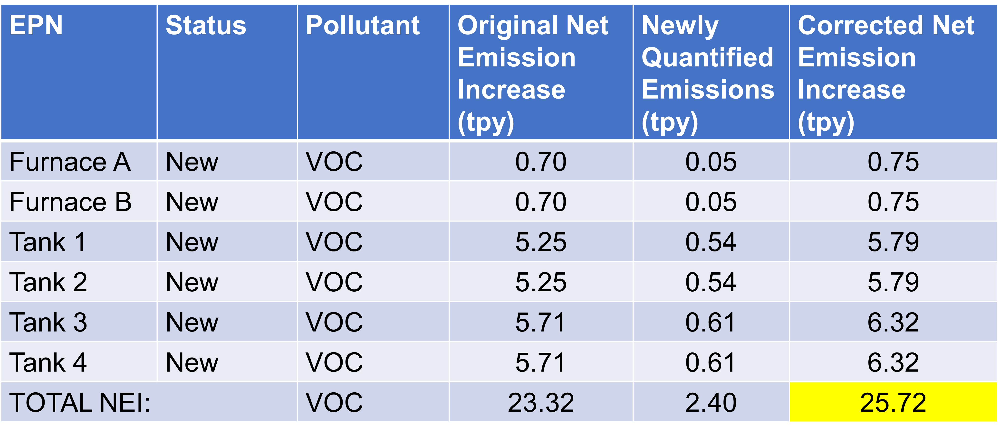 EPN Status Pollutant Original Net Emission Increase (tpy) Newly Quantified Emissions (tpy) Corrected Net Emission Increase (tpy)
Furnace A New VOC 0.70 0.05 0.75
Furnace B New VOC 0.70 0.05 0.75
Tank 1 New VOC 5.25 0.54 5.79
Tank 2 New VOC 5.25 0.54 5.79
Tank 3 New VOC 5.71 0.61 6.32
Tank 4 New VOC 5.71 0.61 6.32
TOTAL NEI: VOC 23.32 2.40 25.72